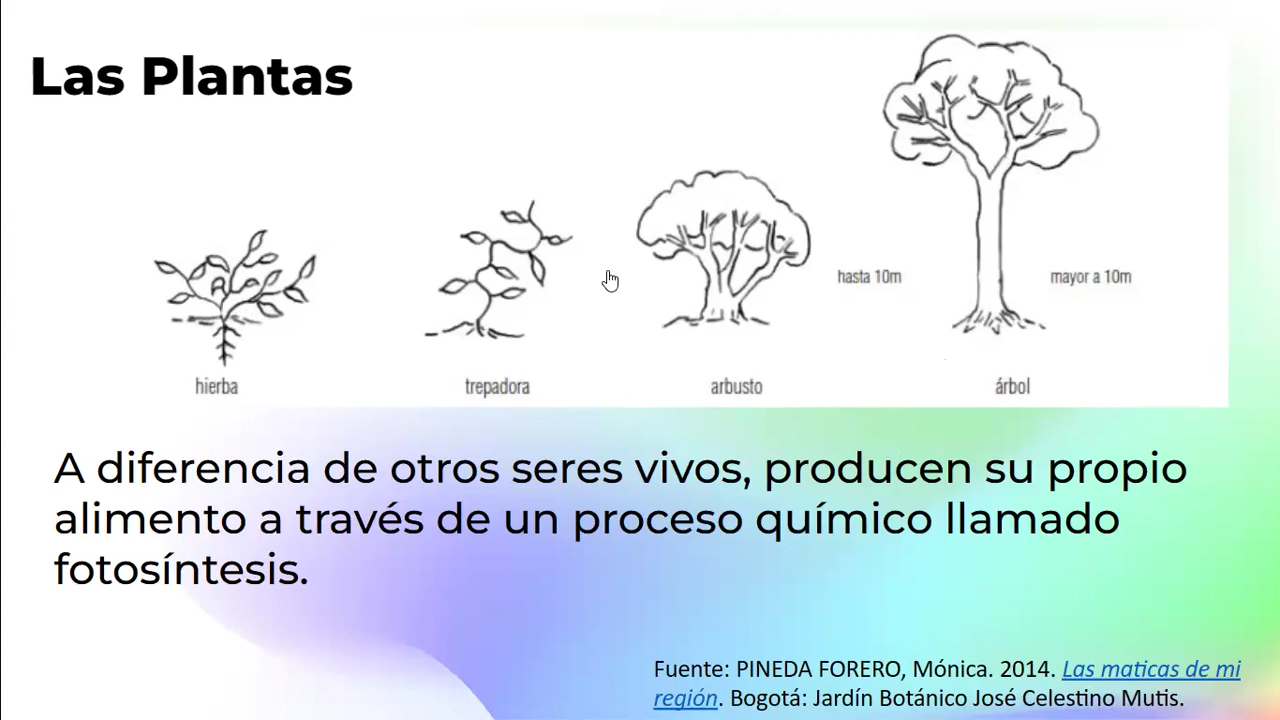 Las Plantas
hasta 10m
mayor a 10m
hierba
trepadora
arbusto
árbol
A diferencia de otros seres vivos, producen su propio
alimento a través de un proceso químico llamado
fotosíntesis.
Fuente: PINEDA FORERO, Mónica. 2014. Las maticas de mi
región. Bogotá: Jardín Botánico José Celestino Mutis.